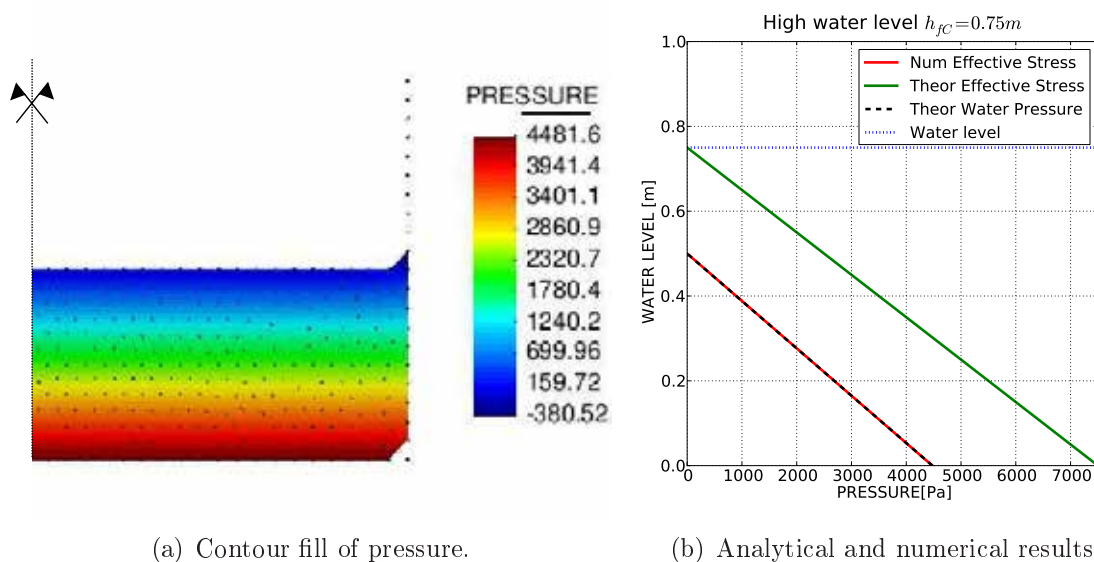 PRESSURE
4481.6
3941.4
3401.1
2860.9
2320.7
1780.4
1240.2
699.96
159.72
-380.52
High water level h_{fC}=0.75m
Num Effective Stress
Theor Effective Stress
Theor Water Pressure
Water level
WATER LEVEL [m]
1.0
0.8
0.6
0.4
0.2
0.0
0 1000 2000 3000 4000 5000 6000 7000
PRESSURE[Pa]
(a) Contour fill of pressure.
(b) Analytical and numerical results